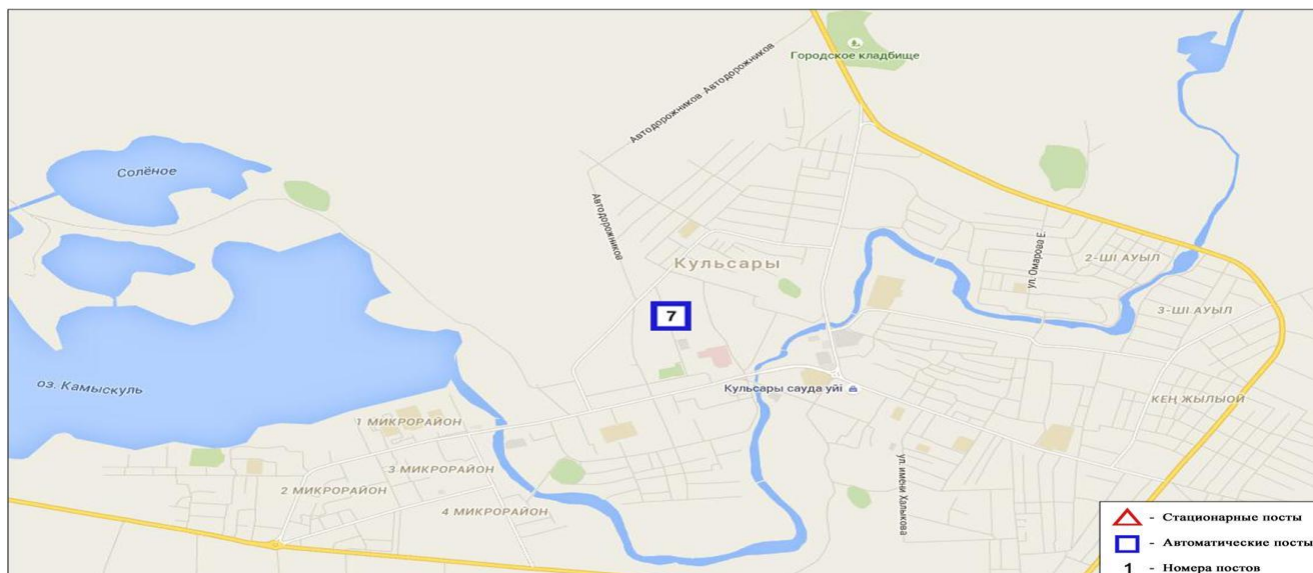 Городское кладбище
Автодорожников Автодорожников
Солёное
Автодорожников
ул. Омарова Е.
2-ШІ АУЫЛ
Кульсары
3-ШІ АУЫЛ
7
оз. Камыскуль
Кульсары сауда уйі
КЕҢ ЖЫЛЫОЙ
1 МИКРОРАЙОН
3 МИКРОРАЙОН
2 МИКРОРАЙОН
4 МИКРОРАЙОН
ул. имени Халыкова
- Стационарные посты
- Автоматические посты
1 - Номера постов